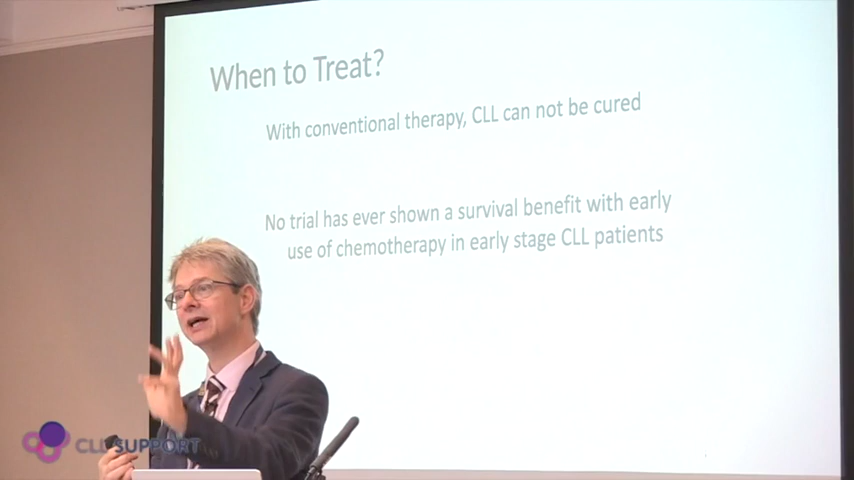 When to Treat?
With conventional therapy, CLL can not be cured
No trial has ever shown a survival benefit with early
use of chemotherapy in early stage CLL patients
CLL SUPPORT